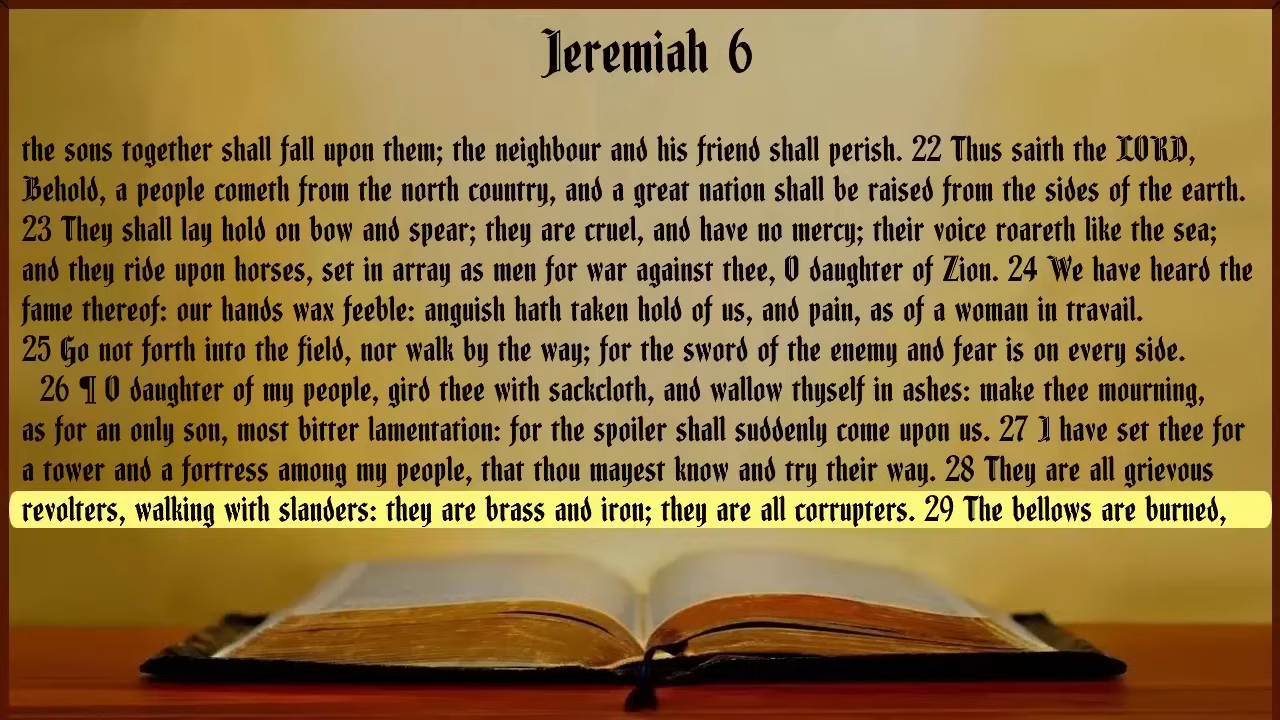 Jeremiah 6
the sons together shall fall upon them; the neighbour and his friend shall perish. 22 Thus saith the LORD,
Behold, a people cometh from the north country, and a great nation shall be raised from the sides of the earth.
23 They shall lay hold on bow and spear; they are cruel, and have no mercy; their voice roareth like the sea;
and they ride upon horses, set in array as men for war against thee, O daughter of Zion. 24 We have heard the
fame thereof: our hands wax feeble: anguish hath taken hold of us, and pain, as of a woman in travail.
25 Go not forth into the field, nor walk by the way; for the sword of the enemy and fear is on every side.
26 ¶ O daughter of my people, gird thee with sackcloth, and wallow thyself in ashes: make thee mourning,
as for an only son, most bitter lamentation: for the spoiler shall suddenly come upon us. 27 I have set thee for
a tower and a fortress among my people, that thou mayest know and try their way. 28 They are all grievous
revolters, walking with slanders: they are brass and iron; they are all corrupters. 29 The bellows are burned,